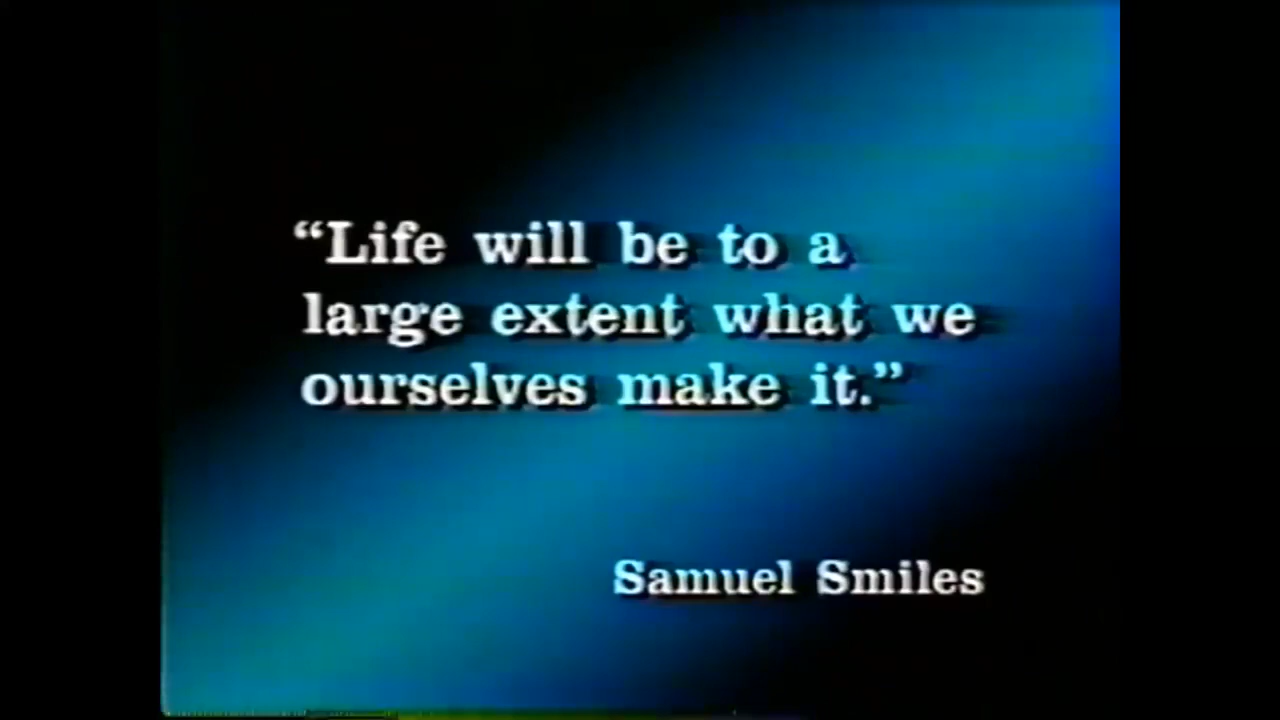 “Life will be to a
large extent what we
ourselves make it.”
Samuel Smiles